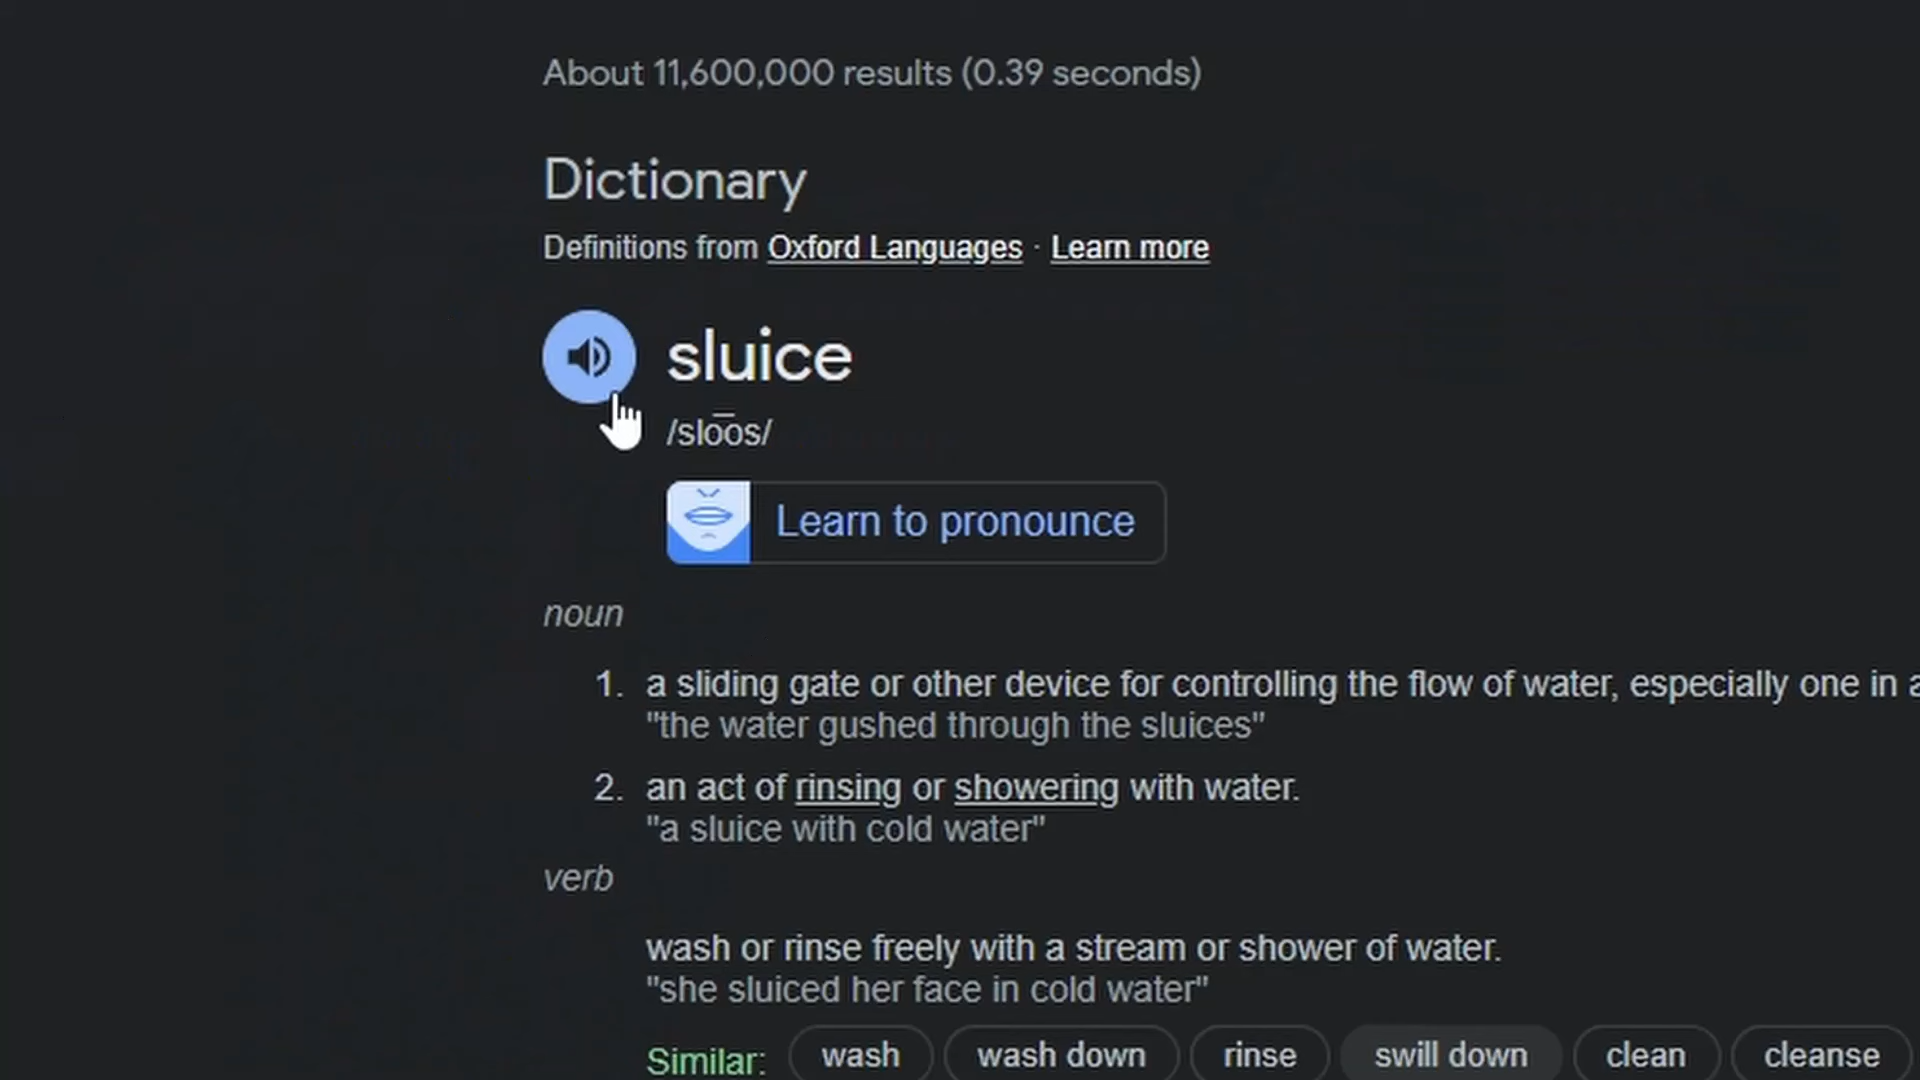 About 11,600,000 results (0.39 seconds)
Dictionary
Definitions from Oxford Languages · Learn more
sluice
/slo͞os/
Learn to pronounce
noun
1. a sliding gate or other device for controlling the flow of water, especially one in a
"the water gushed through the sluices"
2. an act of rinsing or showering with water.
"a sluice with cold water"
verb
wash or rinse freely with a stream or shower of water.
"she sluiced her face in cold water"
Similar: wash wash down rinse swill down clean cleanse